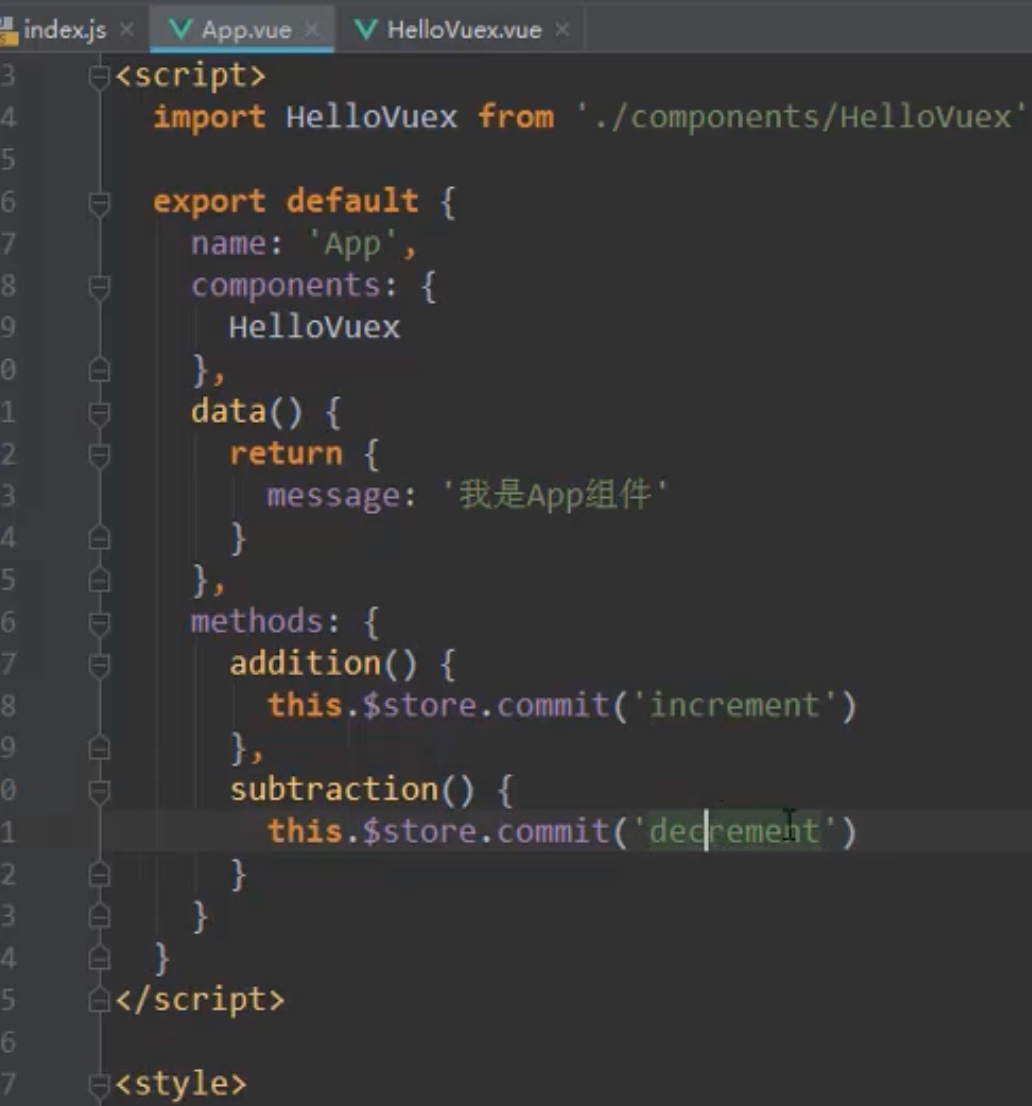 index.js App.vue HelloVuex.vue
3 <script>
4 import HelloVuex from './components/HelloVuex'
5
6 export default {
7 name: 'App',
8 components: {
9 HelloVuex
0 },
1 data() {
2 return {
3 message: '我是App组件'
4 }
5 },
6 methods: {
7 addition() {
8 this.$store.commit('increment')
9 },
0 subtraction() {
1 this.$store.commit('decrement')
2 }
3 }
4 }
5 </script>
6
7 <style>